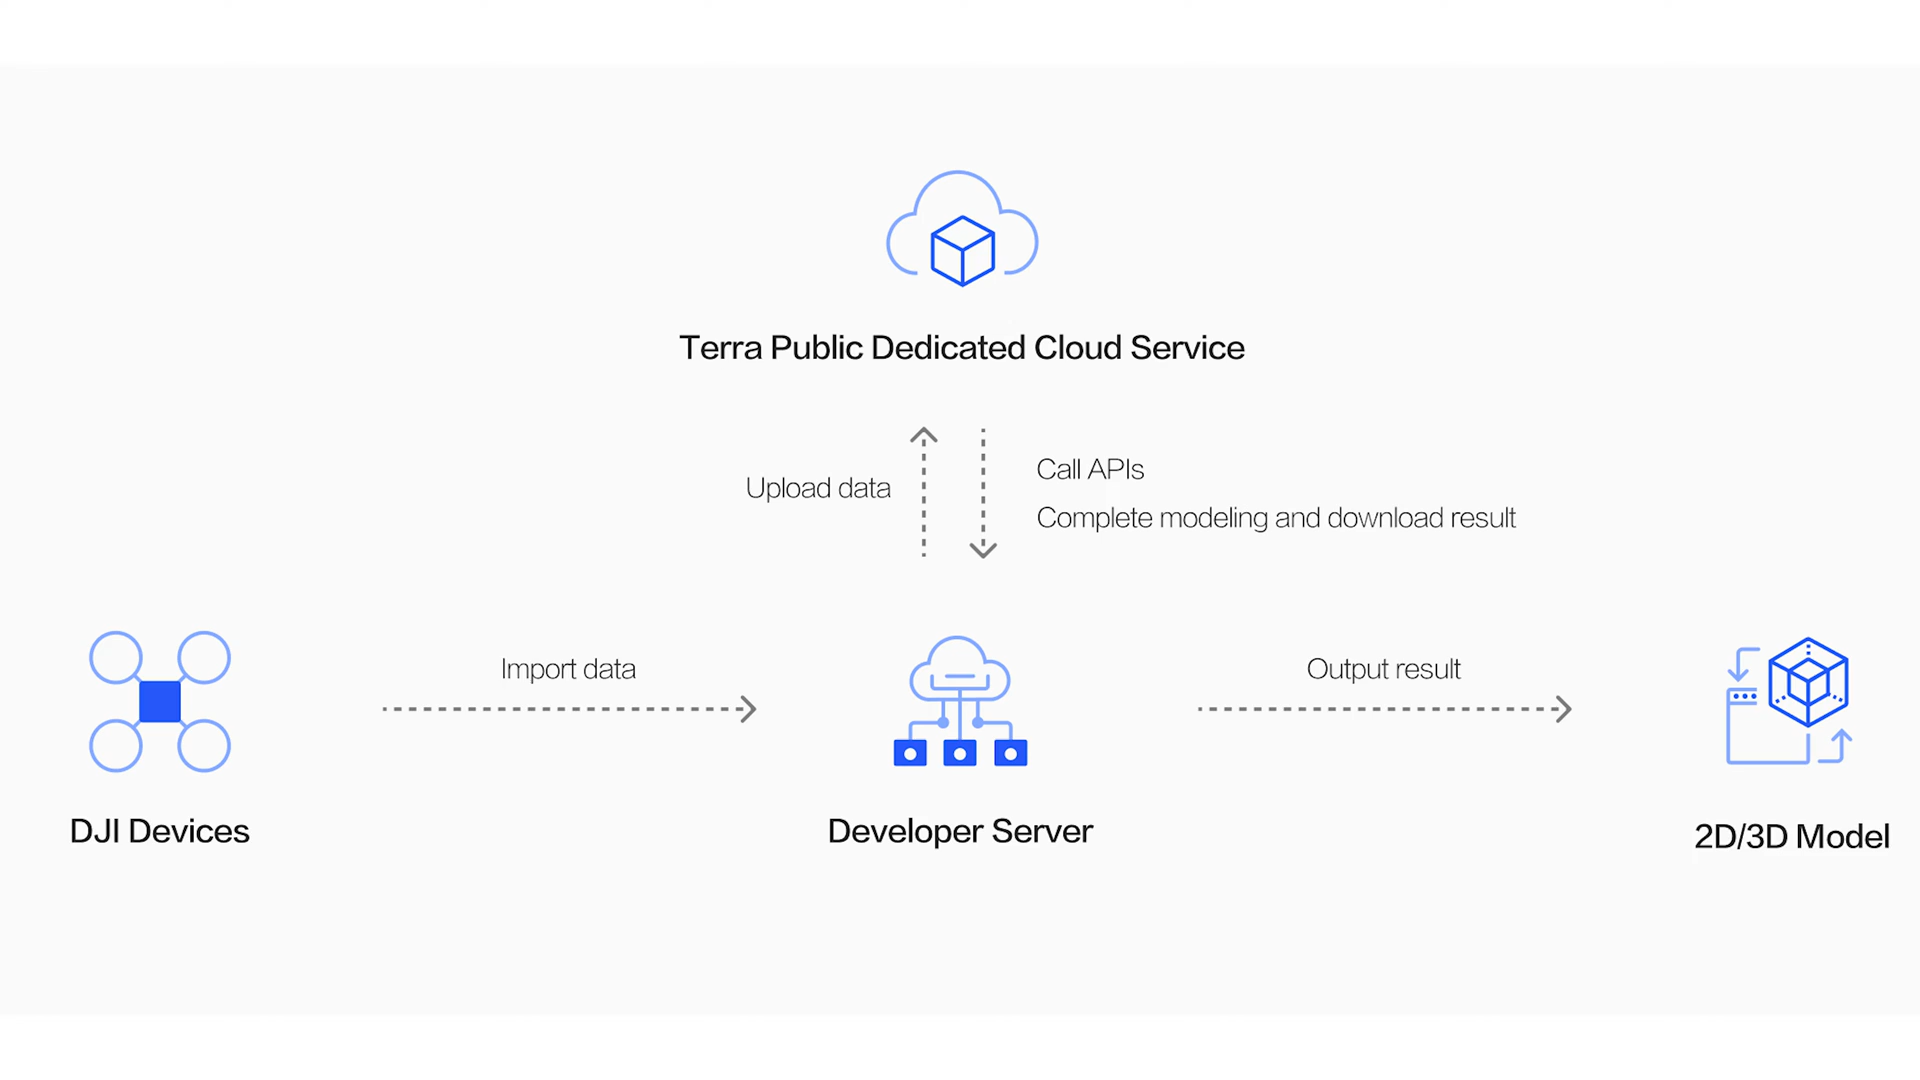 Terra Public Dedicated Cloud Service
Upload data
Call APIs
Complete modeling and download result
Import data
Output result
DJI Devices
Developer Server
2D/3D Model